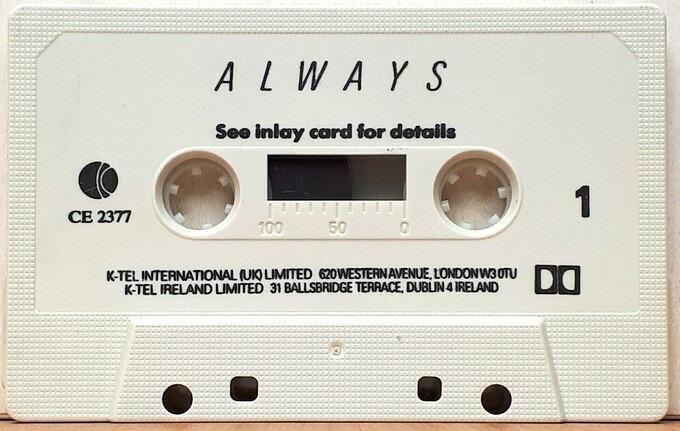 ALWAYS
See inlay card for details
CE 2377
1
100 50 0
K-TEL INTERNATIONAL (UK) LIMITED 620 WESTERN AVENUE, LONDON W3 0TU
K-TEL IRELAND LIMITED 31 BALLSBRIDGE TERRACE, DUBLIN 4 IRELAND